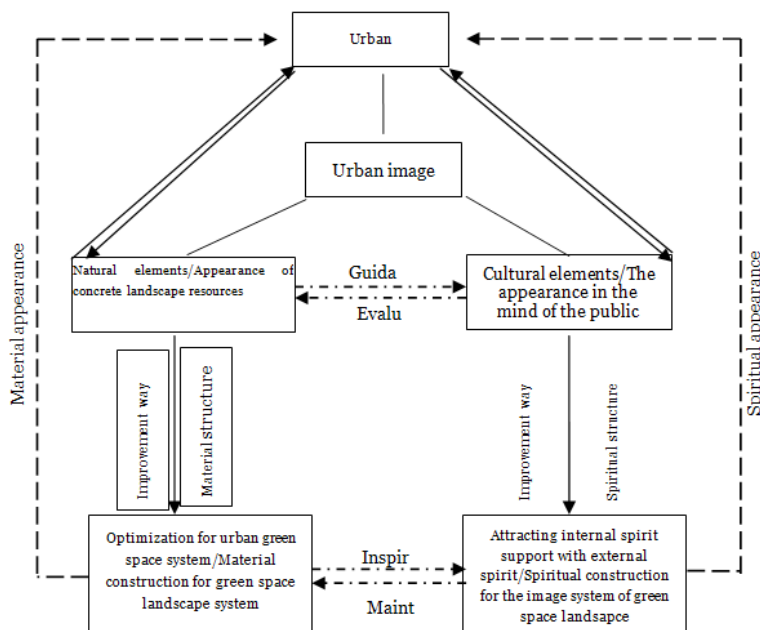 Urban
Urban image
Natural elements/Appearance of
concrete landscape resources
Guida
Evalu
Cultural elements/The
appearance in the
mind of the public
Material appearance
Improvement way
Material structure
Improvement way
Spiritual structure
Spiritual appearance
Optimization for urban green
space system/Material
construction for green space
landscape system
Inspir
Maint
Attracting internal spirit
support with external
spirit/Spiritual construction
for the image system of green
space landsapce